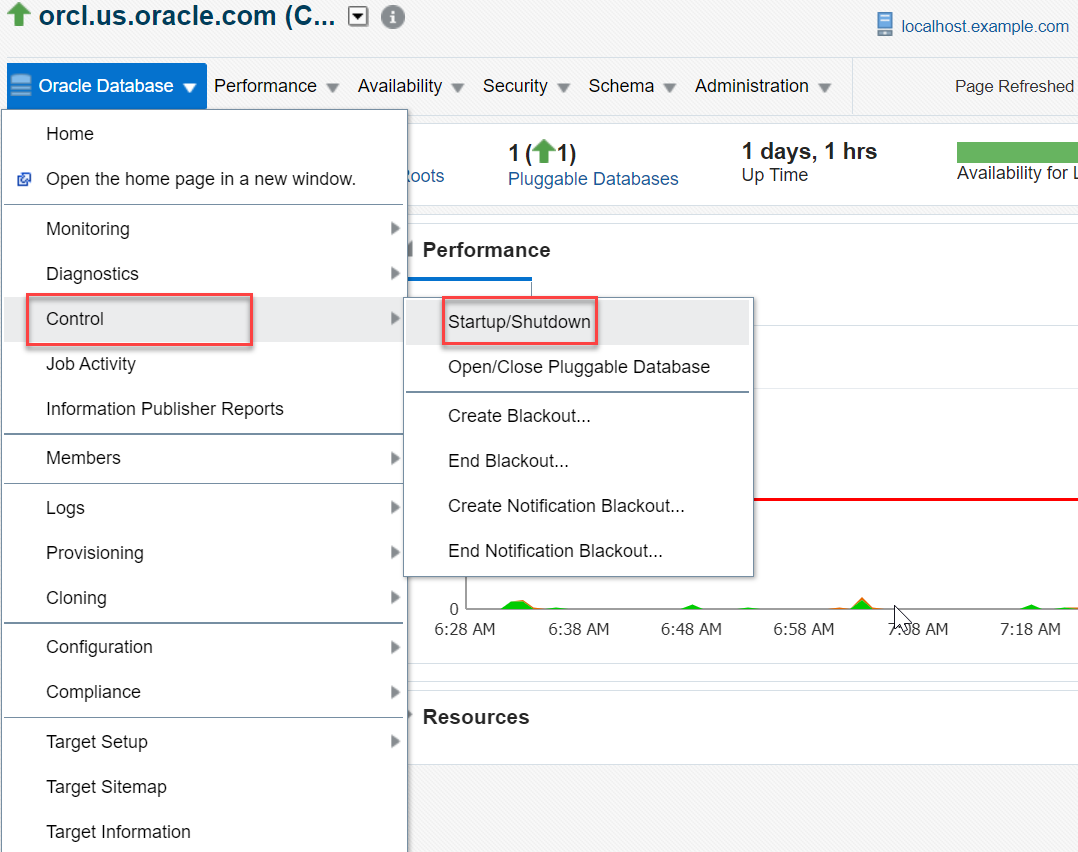 orcl.us.oracle.com (C...
localhost.example.com
Oracle Database
Performance
Availability
Security
Schema
Administration
Page Refreshed
Home
Open the home page in a new window.
Monitoring
Diagnostics
Control
Job Activity
Information Publisher Reports
Members
Logs
Provisioning
Cloning
Configuration
Compliance
Target Setup
Target Sitemap
Target Information
1 (1)
Pluggable Databases
1 days, 1 hrs
Up Time
Availability for
Performance
Startup/Shutdown
Open/Close Pluggable Database
Create Blackout...
End Blackout...
Create Notification Blackout...
End Notification Blackout...
0
6:28 AM
6:38 AM
6:48 AM
6:58 AM
7:08 AM
7:18 AM
Resources